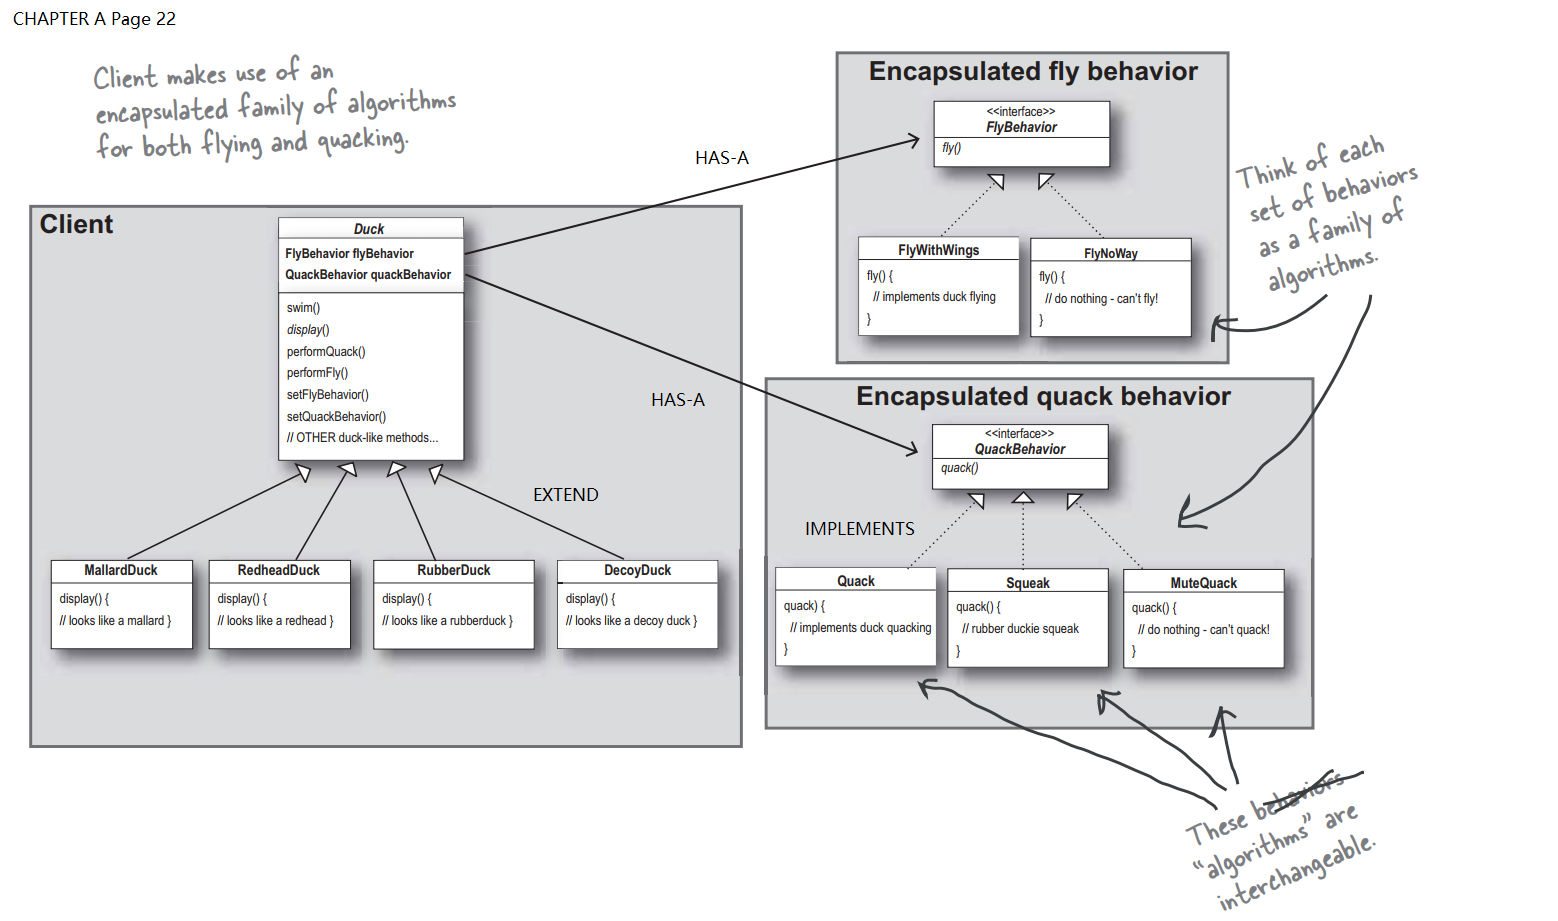 CHAPTER A Page 22
Client makes use of an
encapsulated family of algorithms
for both flying and quacking.
HAS-A
Encapsulated fly behavior
<<interface>>
FlyBehavior
fly()
FlyWithWings
fly() {
// implements duck flying
}
FlyNoWay
fly() {
// do nothing - can't fly!
}
Think of each
set of behaviors
as a family of
algorithms.
Client
Duck
FlyBehavior flyBehavior
QuackBehavior quackBehavior
swim()
display()
performQuack()
performFly()
setFlyBehavior()
setQuackBehavior()
// OTHER duck-like methods...
HAS-A
EXTEND
MallardDuck
display() {
// looks like a mallard }
RedheadDuck
display() {
// looks like a redhead }
RubberDuck
display() {
// looks like a rubberduck }
DecoyDuck
display() {
// looks like a decoy duck }
Encapsulated quack behavior
<<interface>>
QuackBehavior
quack()
IMPLEMENTS
Quack
quack) {
// implements duck quacking
}
Squeak
quack() {
// rubber duckie squeak
}
MuteQuack
quack() {
// do nothing - can't quack!
}
These behaviors
“algorithms” are
interchangeable.